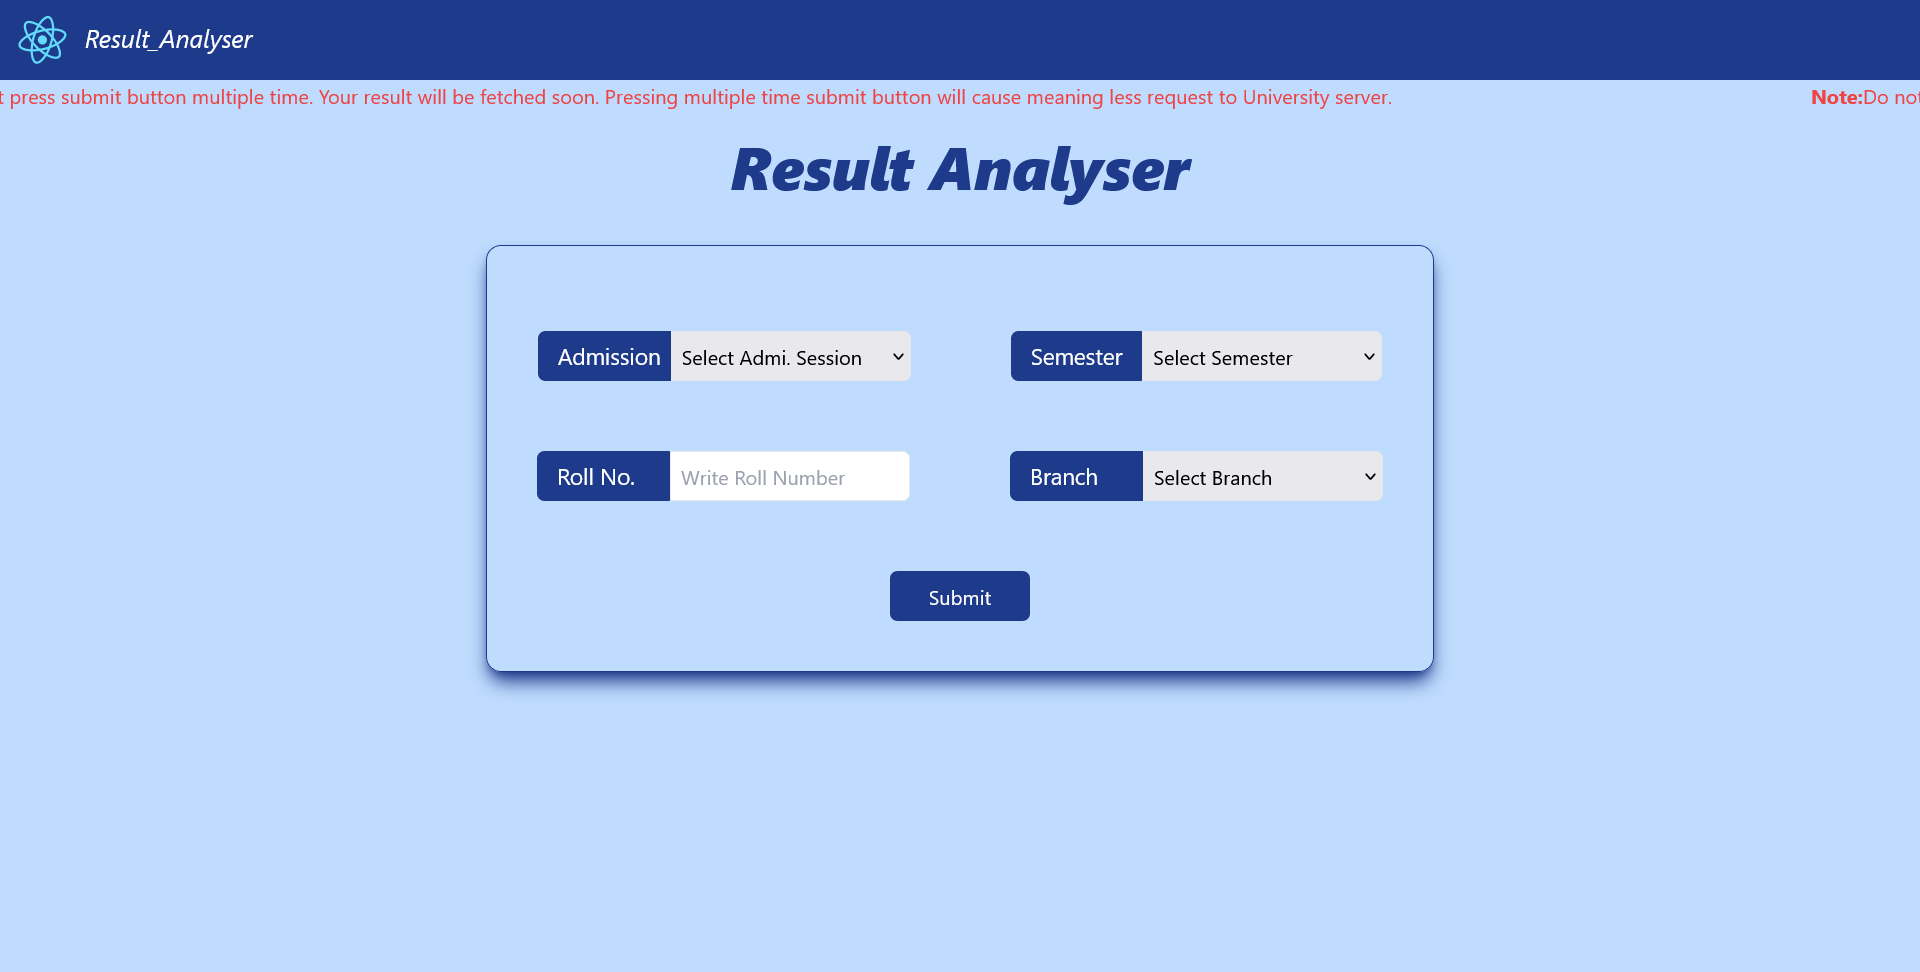 Result_Analyser
t press submit button multiple time. Your result will be fetched soon. Pressing multiple time submit button will cause meaning less request to University server. Note:Do not
Result Analyser
Admission Select Admi. Session Semester Select Semester
Roll No. Write Roll Number Branch Select Branch
Submit